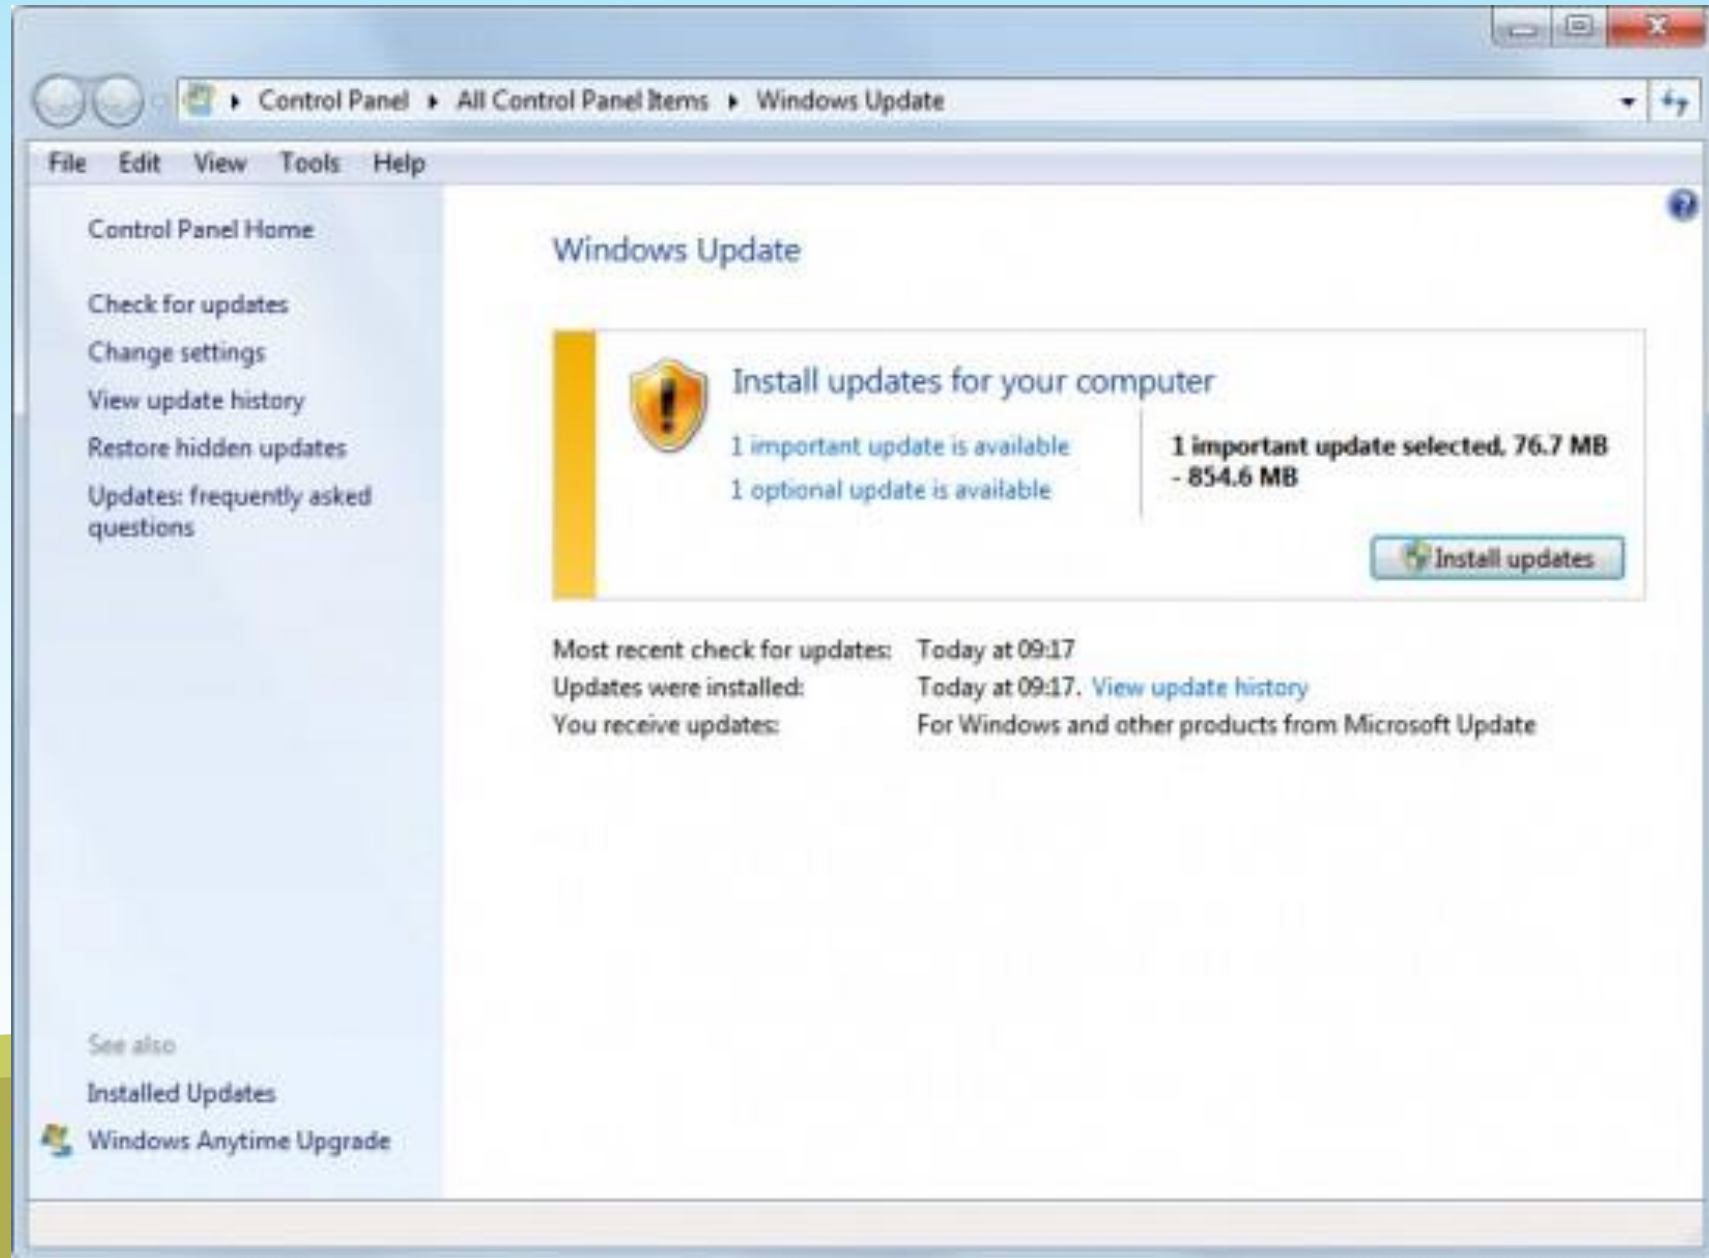 Control Panel ▸ All Control Panel Items ▸ Windows Update
File Edit View Tools Help
Control Panel Home
Check for updates
Change settings
View update history
Restore hidden updates
Updates: frequently asked
questions
See also
Installed Updates
Windows Anytime Upgrade
Windows Update
Install updates for your computer
1 important update is available
1 optional update is available
1 important update selected, 76.7 MB
- 854.6 MB
Install updates
Most recent check for updates: Today at 09:17
Updates were installed: Today at 09:17. View update history
You receive updates: For Windows and other products from Microsoft Update